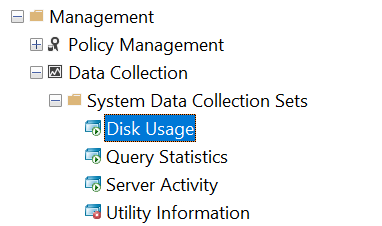 Management
Policy Management
Data Collection
System Data Collection Sets
Disk Usage
Query Statistics
Server Activity
Utility Information